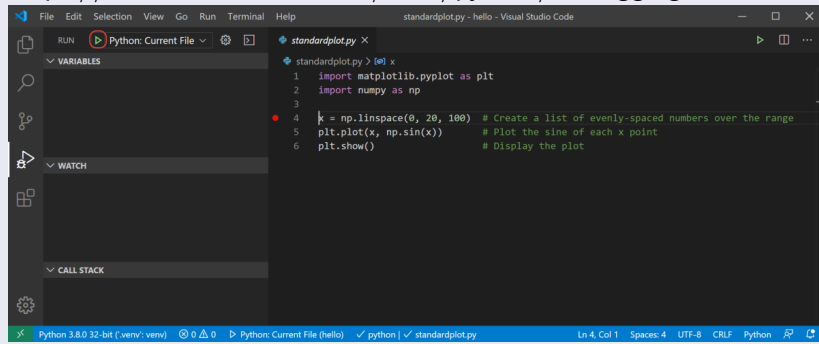 File Edit Selection View Go Run Terminal Help standardplot.py - hello - Visual Studio Code
RUN Python: Current File
standardplot.py
VARIABLES
standardplot.py > x
1 import matplotlib.pyplot as plt
2 import numpy as np
3
4 x = np.linspace(0, 20, 100) # Create a list of evenly-spaced numbers over the range
5 plt.plot(x, np.sin(x)) # Plot the sine of each x point
6 plt.show() # Display the plot
WATCH
CALL STACK
Python 3.8.0 32-bit ('.venv': venv) 0 0 Python: Current File (hello) python | standardplot.py Ln 4, Col 1 Spaces: 4 UTF-8 CRLF Python